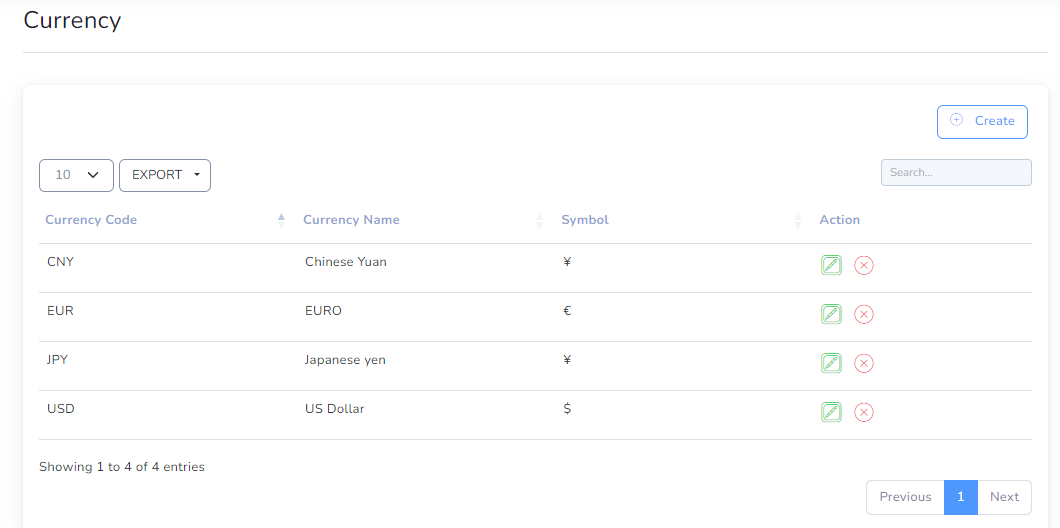 Currency
Create
10 EXPORT Search...
Currency Code Currency Name Symbol Action
CNY Chinese Yuan ¥
EUR EURO €
JPY Japanese yen ¥
USD US Dollar $
Showing 1 to 4 of 4 entries
Previous 1 Next